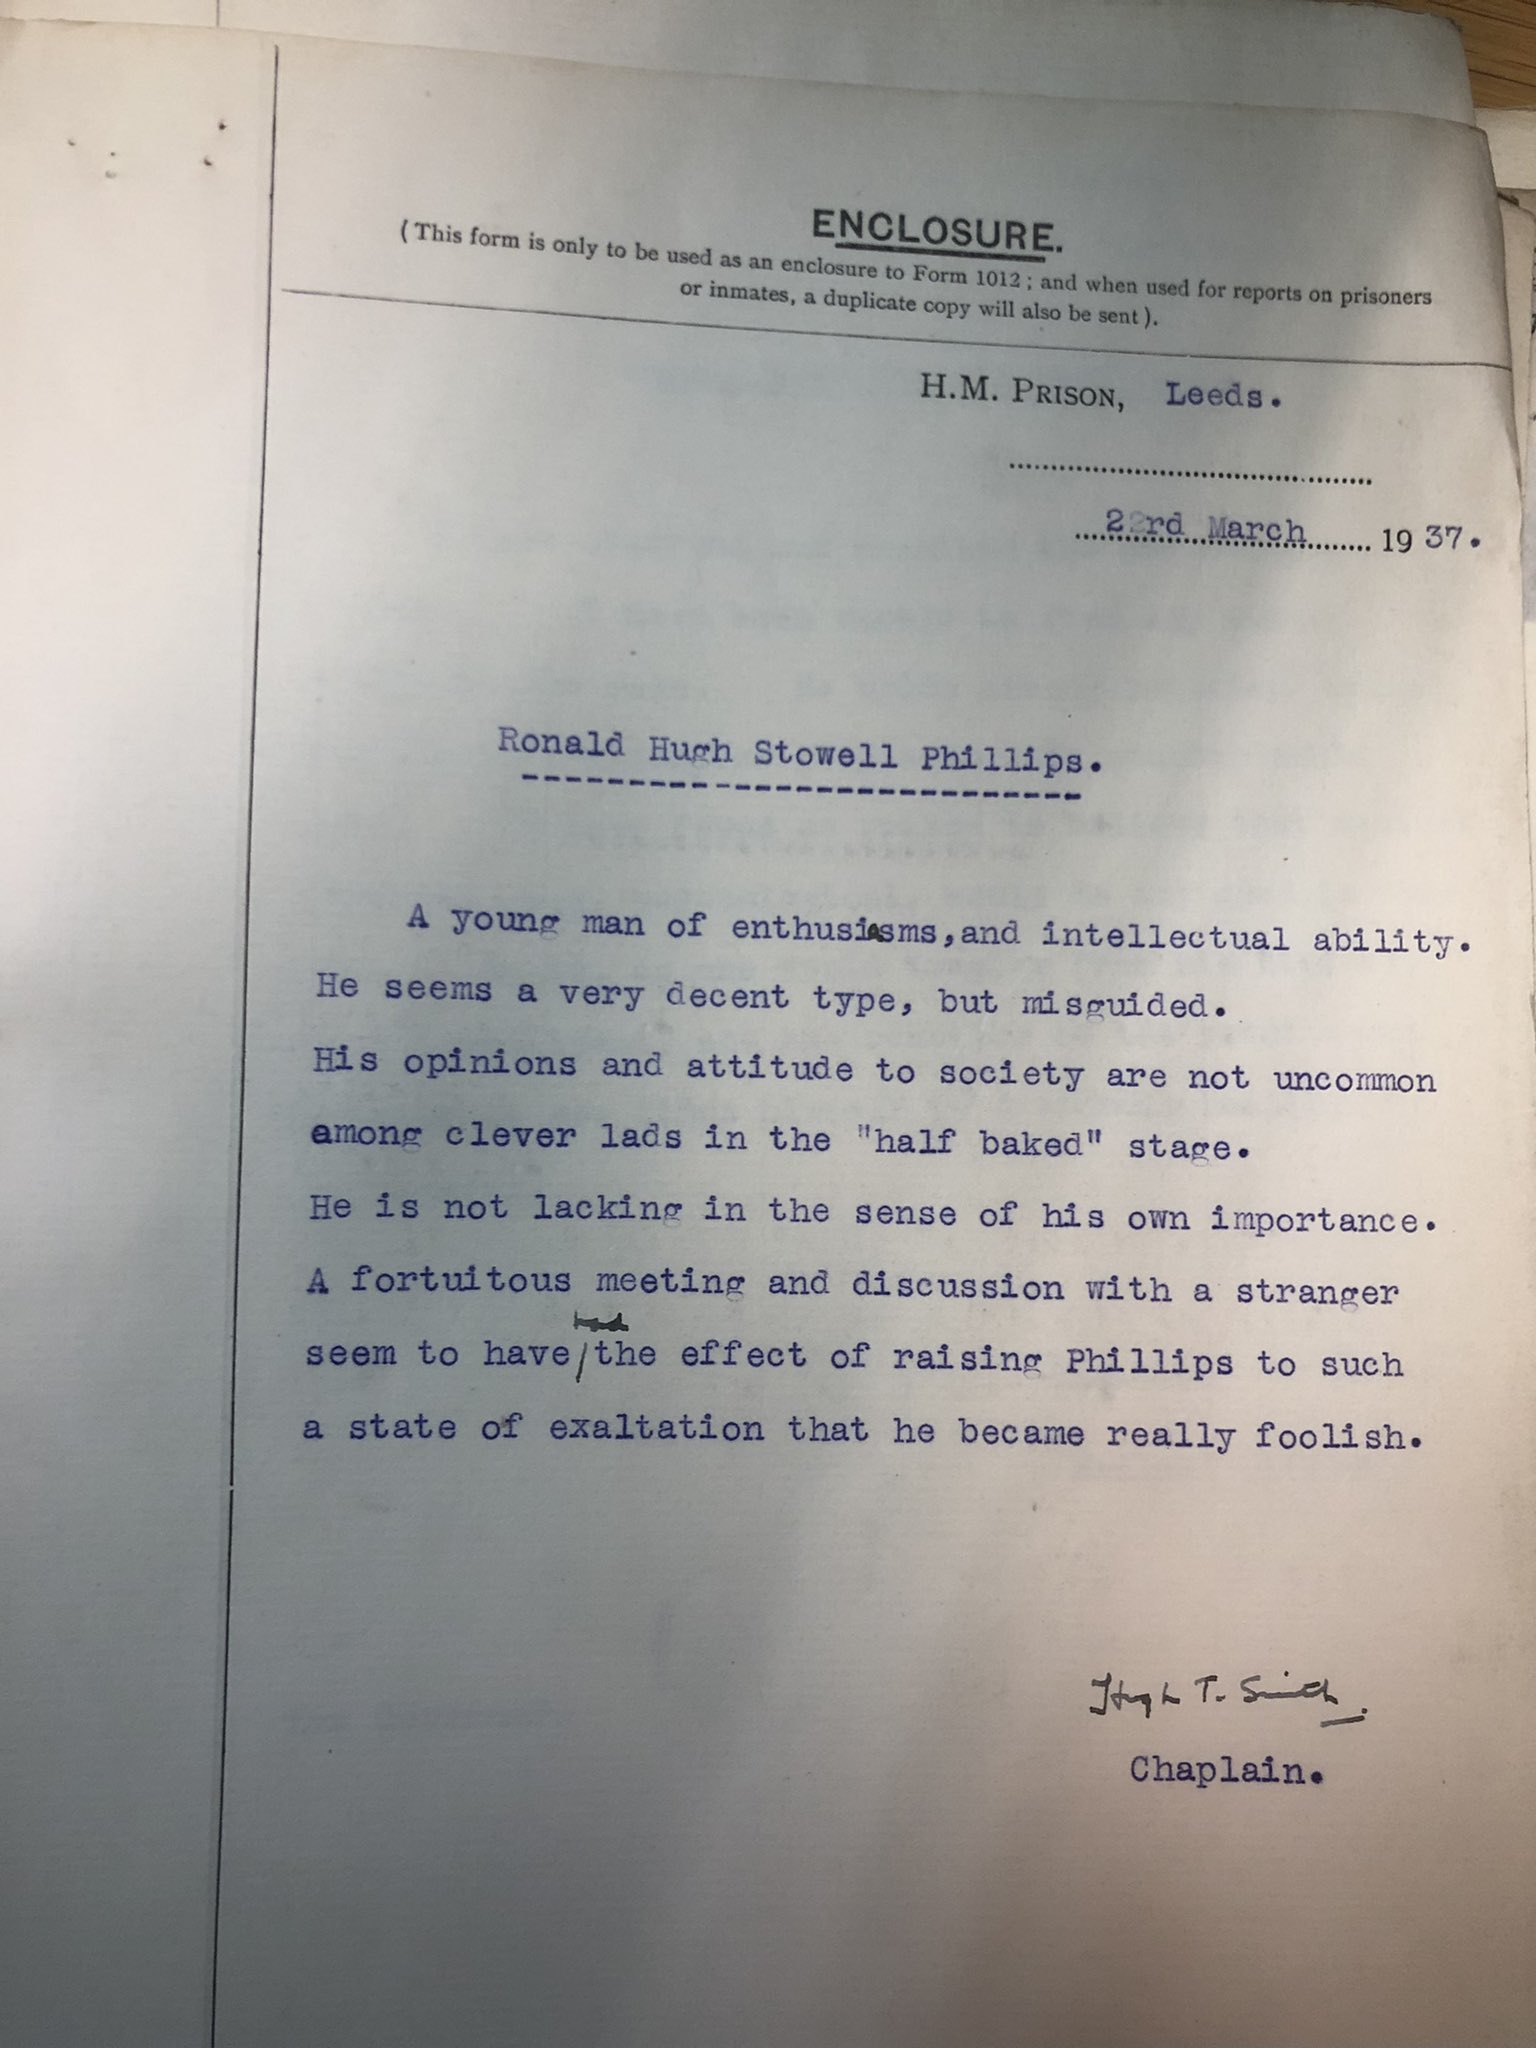 ENCLOSURE.
(This form is only to be used as an enclosure to Form 1012; and when used for reports on prisoners
or inmates, a duplicate copy will also be sent).
H.M. PRISON, Leeds.
22rd March 1937.
Ronald Hugh Stowell Phillips.
A young man of enthusiasms,and intellectual ability.
He seems a very decent type, but misguided.
His opinions and attitude to society are not uncommon
among clever lads in the "half baked" stage.
He is not lacking in the sense of his own importance.
A fortuitous meeting and discussion with a stranger
had
seem to have/the effect of raising Phillips to such
a state of exaltation that he became really foolish.
Hugh T. Smith.
Chaplain.